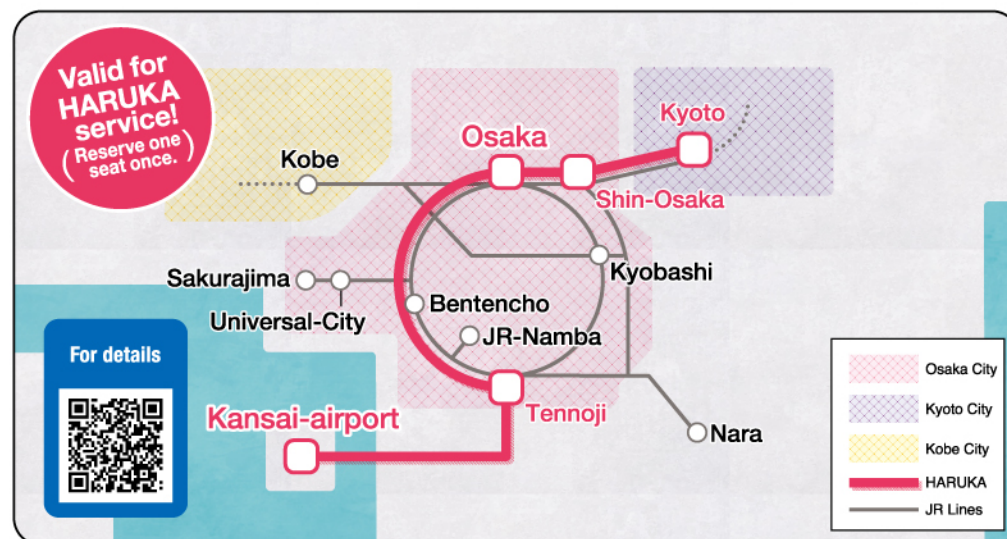 Valid for
HARUKA
service!
(Reserve one
seat once.)
Kobe
Osaka
Kyoto
Shin-Osaka
Kyobashi
Sakurajima
Universal-City
Bentencho
JR-Namba
For details
Kansai-airport
Tennoji
Nara
Osaka City
Kyoto City
Kobe City
HARUKA
JR Lines